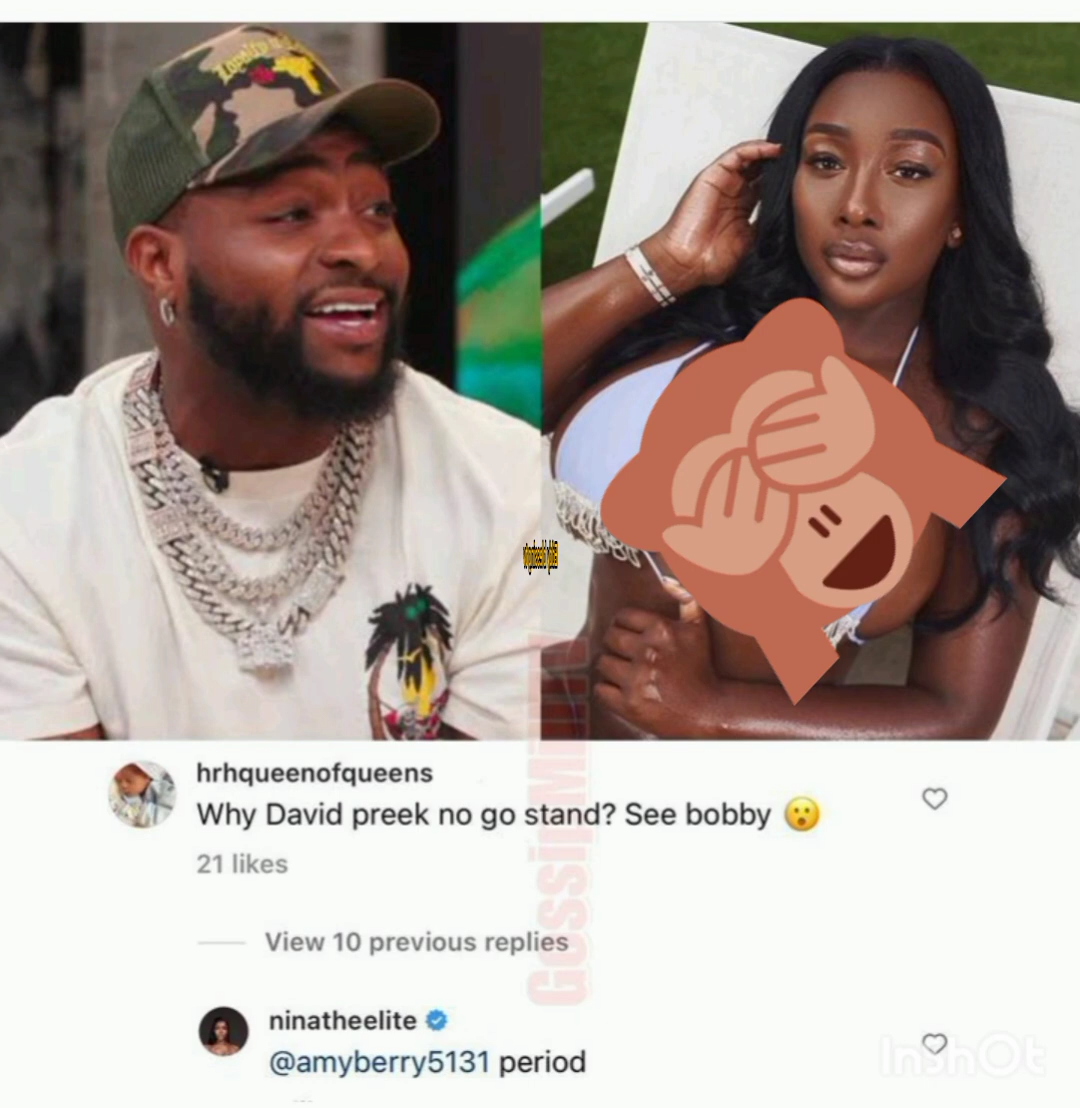 Loyalty
hrhqueenofqueens
Why David preek no go stand? See bobby 😮
21 likes
View 10 previous replies
ninatheelite
@amyberry5131 period
InshOt